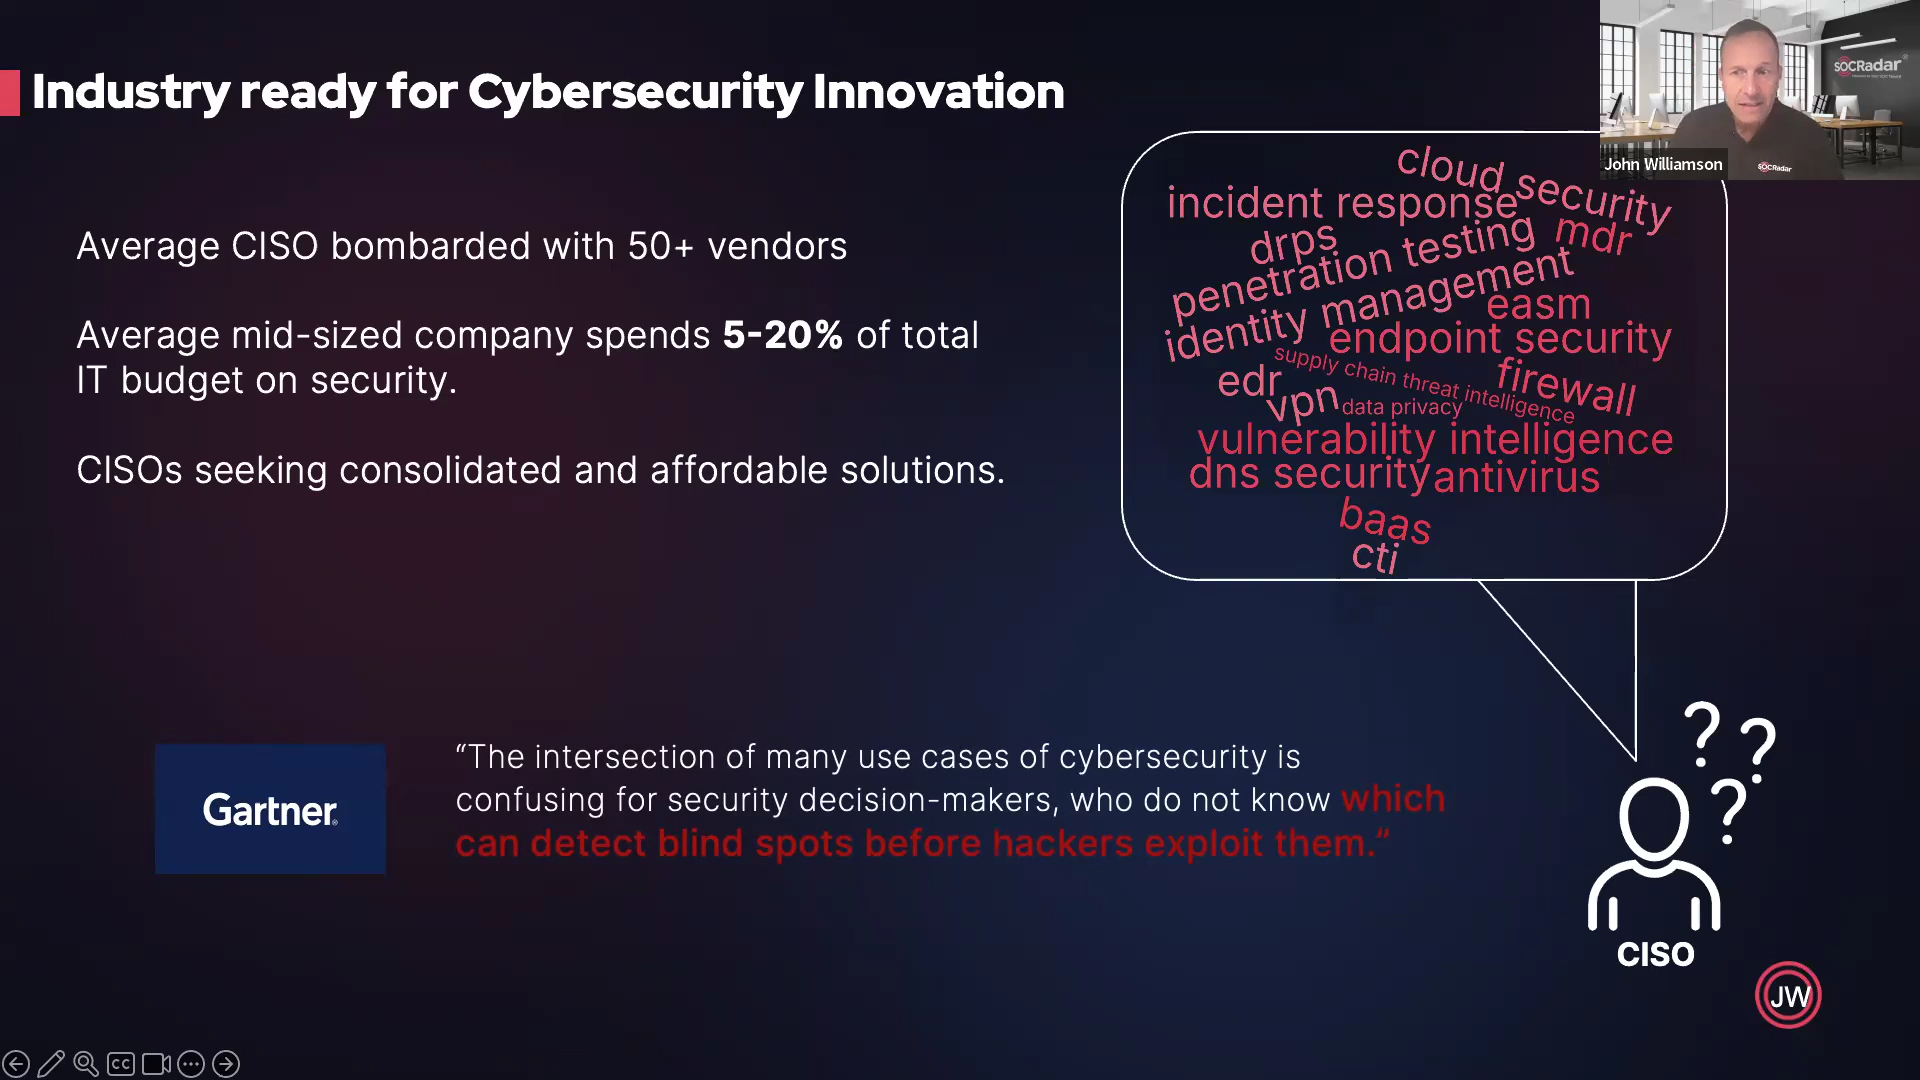 Industry ready for Cybersecurity Innovation
SOCRadar
John Williamson
SOCRadar
Average CISO bombarded with 50+ vendors
Average mid-sized company spends 5-20% of total
IT budget on security.
CISOs seeking consolidated and affordable solutions.
cloud security
incident response
drps
mdr
penetration testing
identity management
easm
endpoint security
supply chain threat intelligence
edr
firewall
vpn
data privacy
vulnerability intelligence
dns security
antivirus
baas
cti
Gartner
“The intersection of many use cases of cybersecurity is
confusing for security decision-makers, who do not know which
can detect blind spots before hackers exploit them.”
? ? ?
CISO
JW
CC